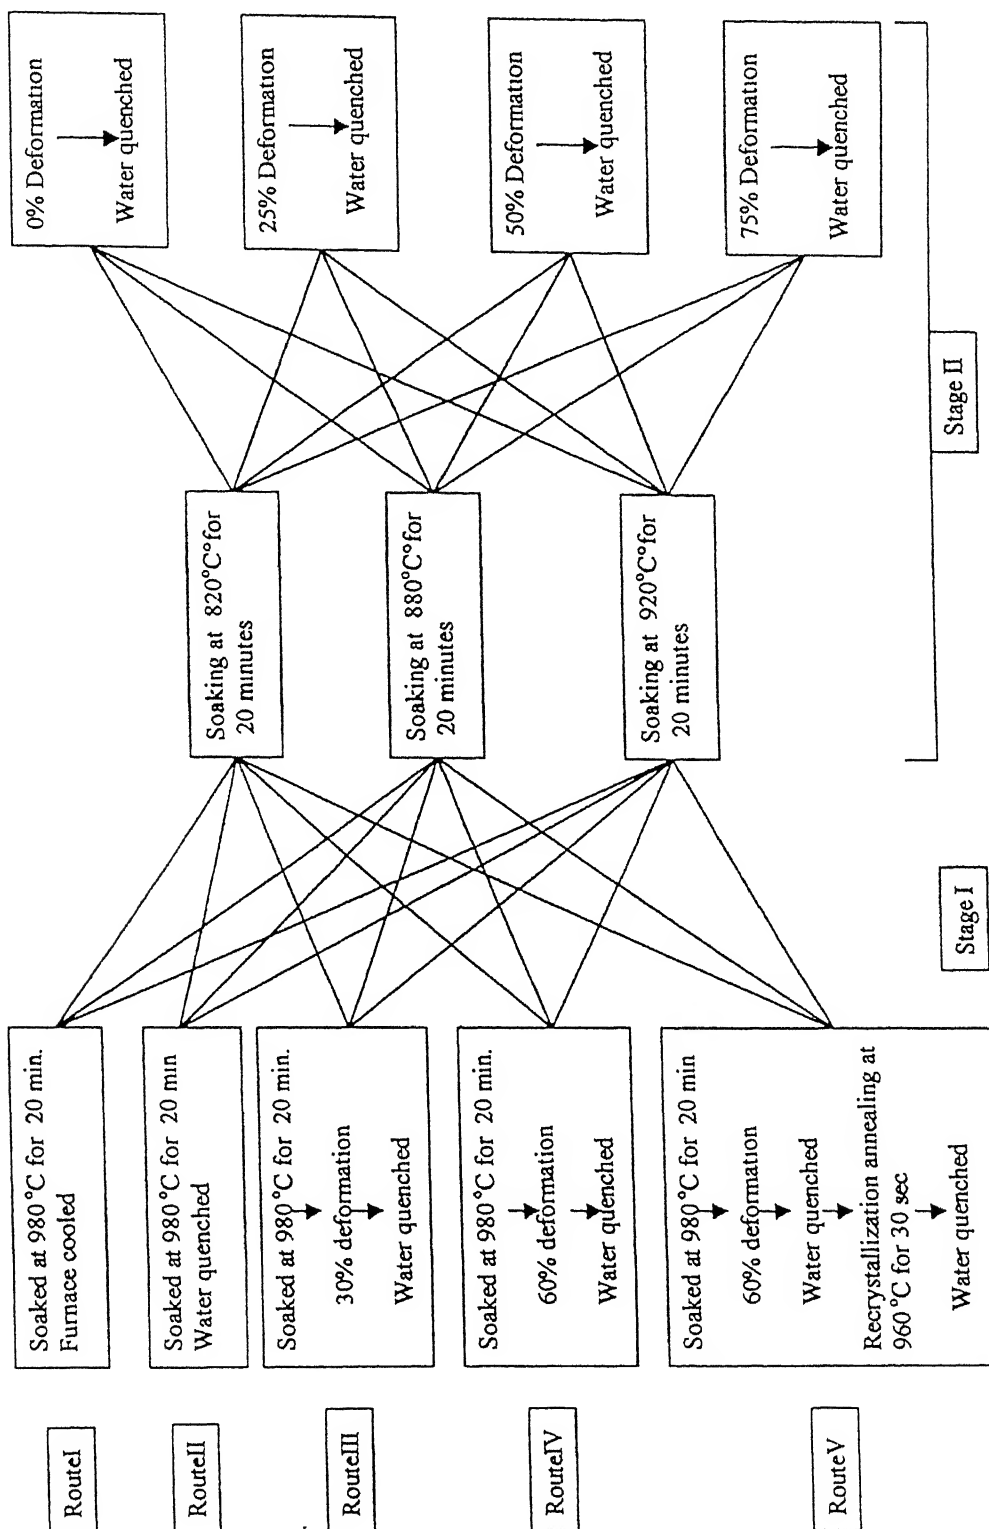 RouteI
Soaked at 980°C for 20 min.
Furnace cooled
RouteII
Soaked at 980°C for 20 min
Water quenched
RouteIII
Soaked at 980°C for 20 min.
30% deformation
Water quenched
RouteIV
Soaked at 980°C for 20 min.
60% deformation
Water quenched
RouteV
Soaked at 980°C for 20 min
60% deformation
Water quenched
Recrystallization annealing at
960°C for 30 sec
Water quenched
Stage I
Soaking at 820°C°for
20 minutes
Soaking at 880°C°for
20 minutes
Soaking at 920°C°for
20 minutes
0% Deformation
Water quenched
25% Deformation
Water quenched
50% Deformation
Water quenched
75% Deformation
Water quenched
Stage II